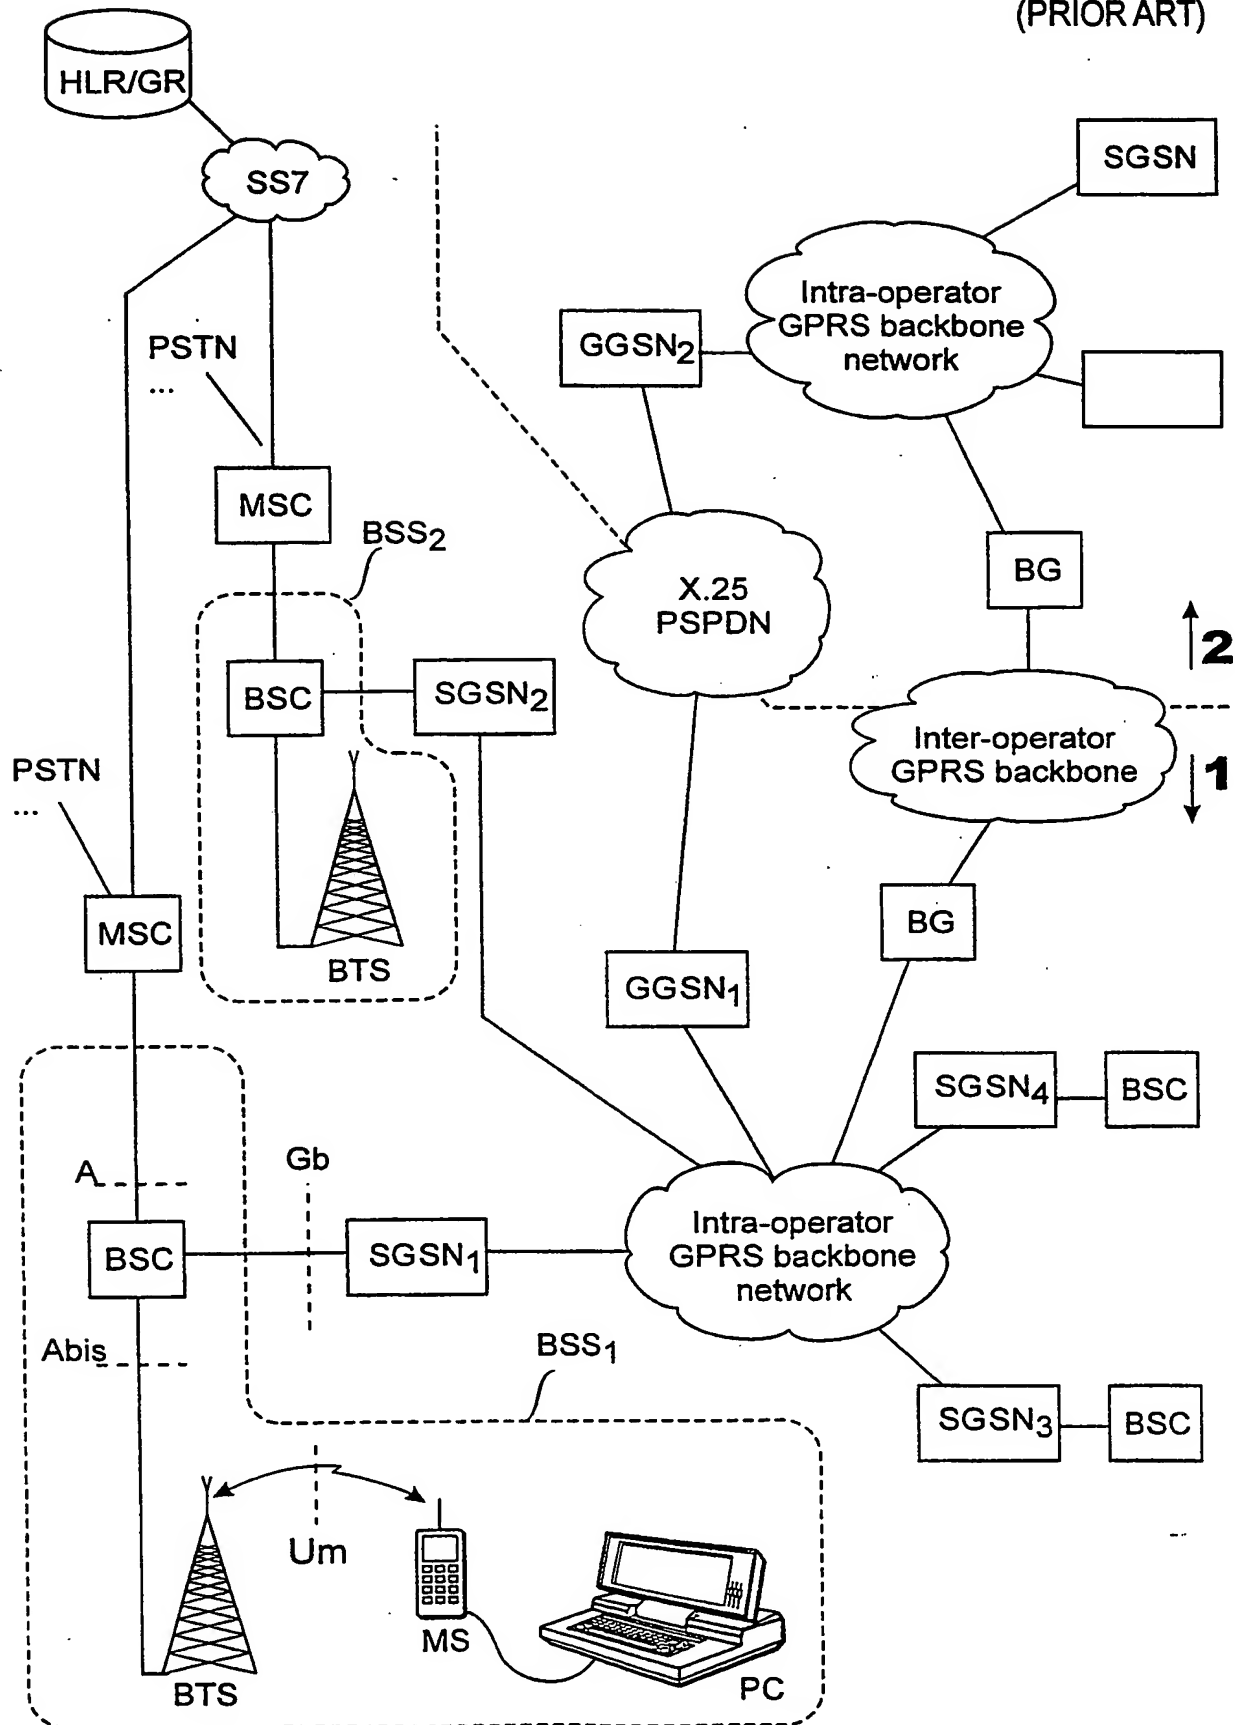 (PRIOR ART)
HLR/GR
SS7
SGSN
Intra-operator
GPRS backbone
network
GGSN2
PSTN
...
MSC
BSS2
BG
X.25
PSPDN
2
BSC
SGSN2
Inter-operator
GPRS backbone
1
PSTN
...
MSC
BTS
BG
GGSN1
SGSN4
BSC
A
Gb
Intra-operator
GPRS backbone
network
BSC
SGSN1
Abis
BSS1
SGSN3
BSC
Um
MS
BTS
PC